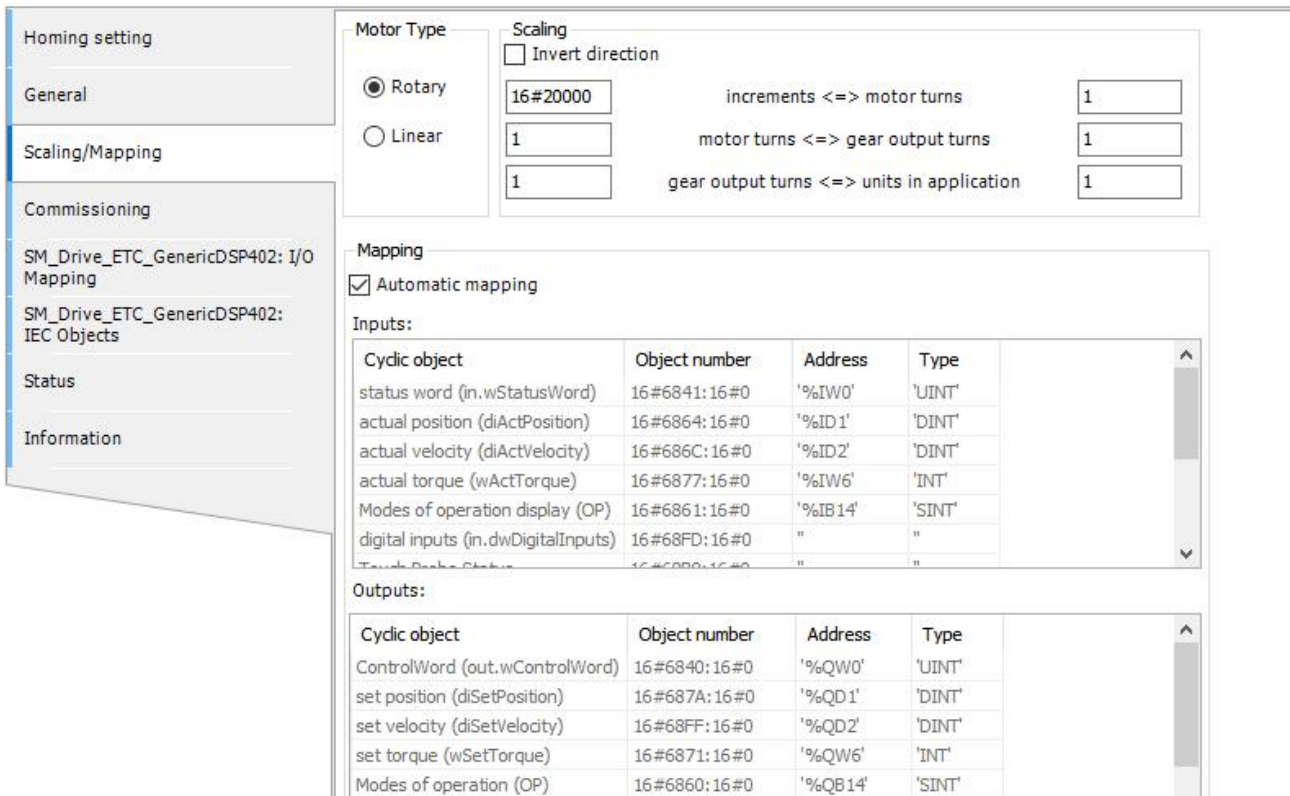 Homing setting
General
Scaling/Mapping
Commissioning
SM_Drive_ETC_GenericDSP402: I/O
Mapping
SM_Drive_ETC_GenericDSP402:
IEC Objects
Status
Information
Motor Type
Rotary
Linear
Scaling
Invert direction
16#20000 increments <=> motor turns 1
1 motor turns <=> gear output turns 1
1 gear output turns <=> units in application 1
Mapping
Automatic mapping
Inputs:
Cyclic object Object number Address Type
status word (in.wStatusWord) 16#6841:16#0 '%IW0' 'UINT'
actual position (diActPosition) 16#6864:16#0 '%ID1' 'DINT'
actual velocity (diActVelocity) 16#686C:16#0 '%ID2' 'DINT'
actual torque (wActTorque) 16#6877:16#0 '%IW6' 'INT'
Modes of operation display (OP) 16#6861:16#0 '%IB14' 'SINT'
digital inputs (in.dwDigitalInputs) 16#68FD:16#0 '' ''
Touch Probe Status
Outputs:
Cyclic object Object number Address Type
ControlWord (out.wControlWord) 16#6840:16#0 '%QW0' 'UINT'
set position (diSetPosition) 16#687A:16#0 '%QD1' 'DINT'
set velocity (diSetVelocity) 16#68FF:16#0 '%QD2' 'DINT'
set torque (wSetTorque) 16#6871:16#0 '%QW6' 'INT'
Modes of operation (OP) 16#6860:16#0 '%QB14' 'SINT'